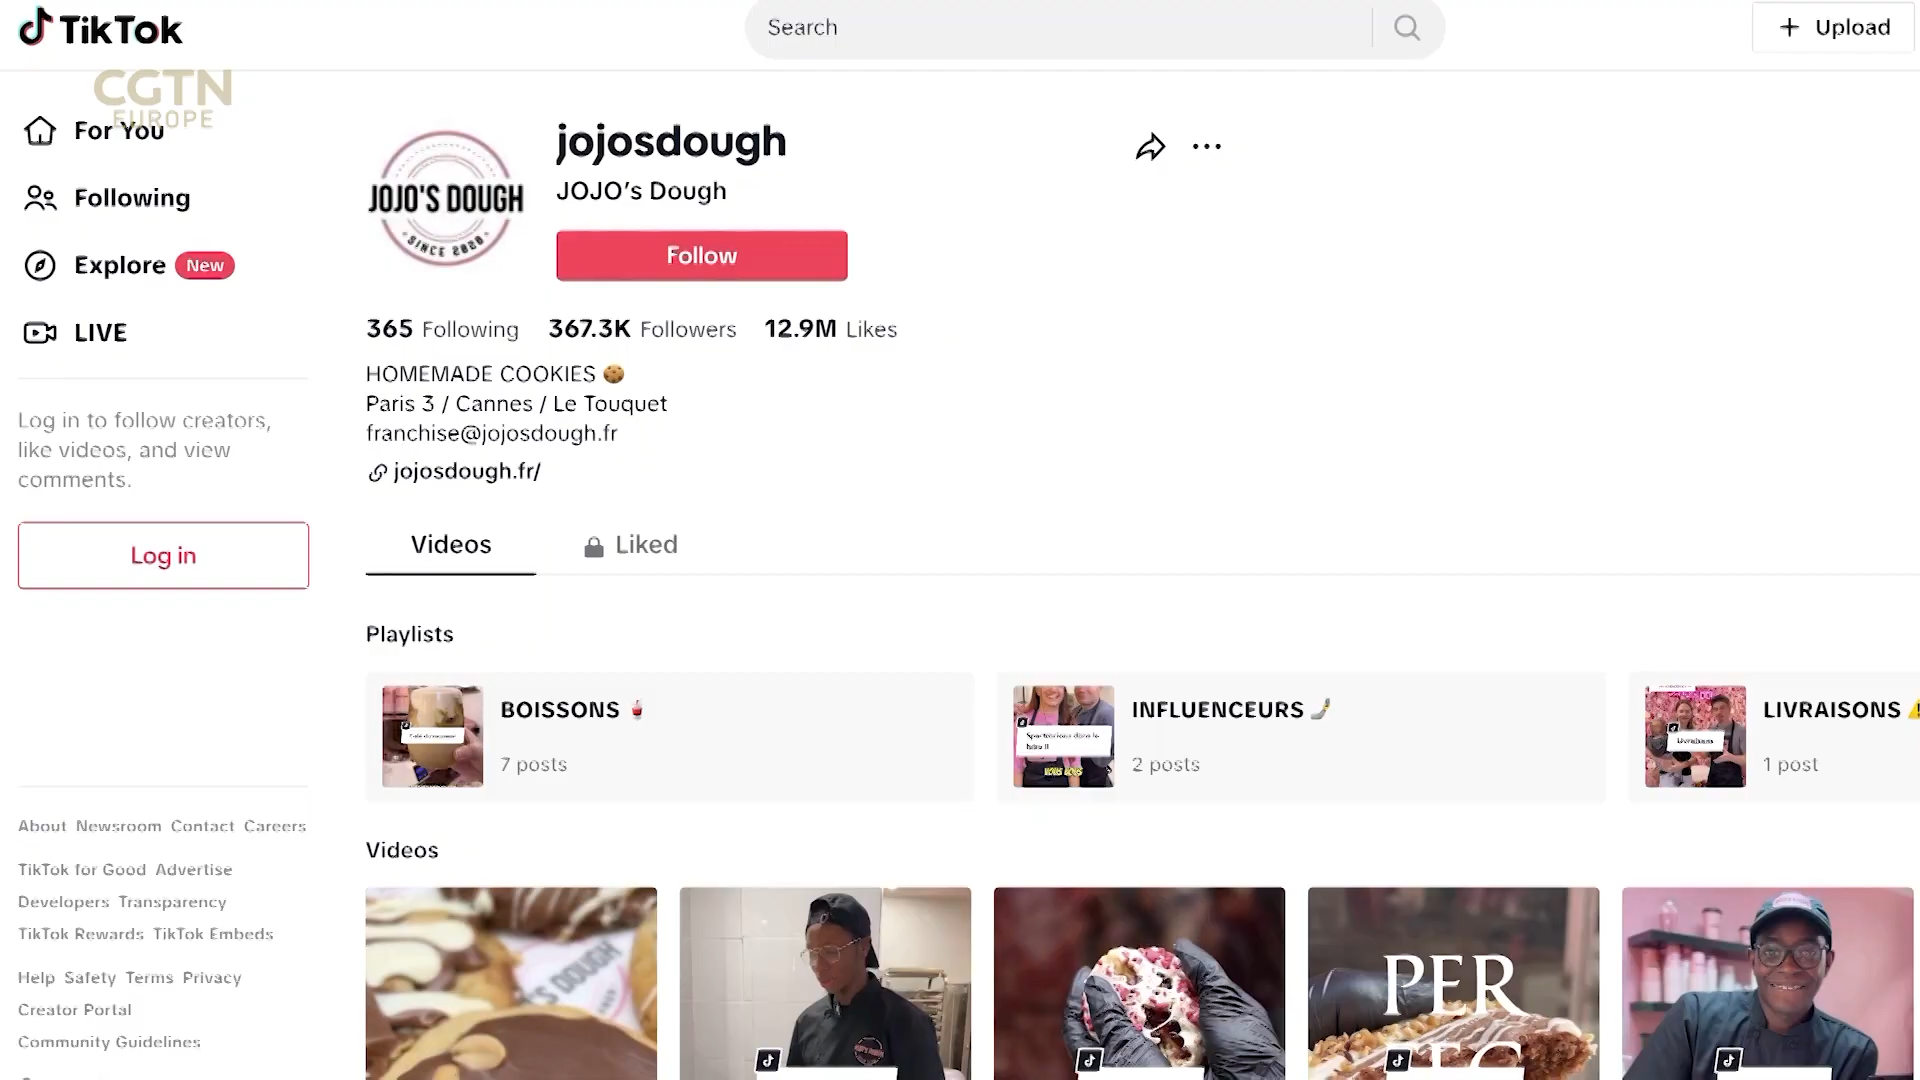 TikTok
Search
+ Upload
CGTN
EUROPE
For You
Following
Explore New
LIVE
Log in to follow creators,
like videos, and view
comments.
Log in
About Newsroom Contact Careers
TikTok for Good Advertise
Developers Transparency
TikTok Rewards TikTok Embeds
Help Safety Terms Privacy
Creator Portal
Community Guidelines
JOJO'S DOUGH
SINCE 2020
jojosdough
JOJO's Dough
Follow
365 Following 367.3K Followers 12.9M Likes
HOMEMADE COOKIES 🍪
Paris 3 / Cannes / Le Touquet
franchise@jojosdough.fr
jojosdough.fr/
Videos
Liked
Playlists
BOISSONS
7 posts
INFLUENCEURS 🤳
2 posts
VOUS
LIVRAISONS
1 post
Livraisons
Videos
DOUGH
PER